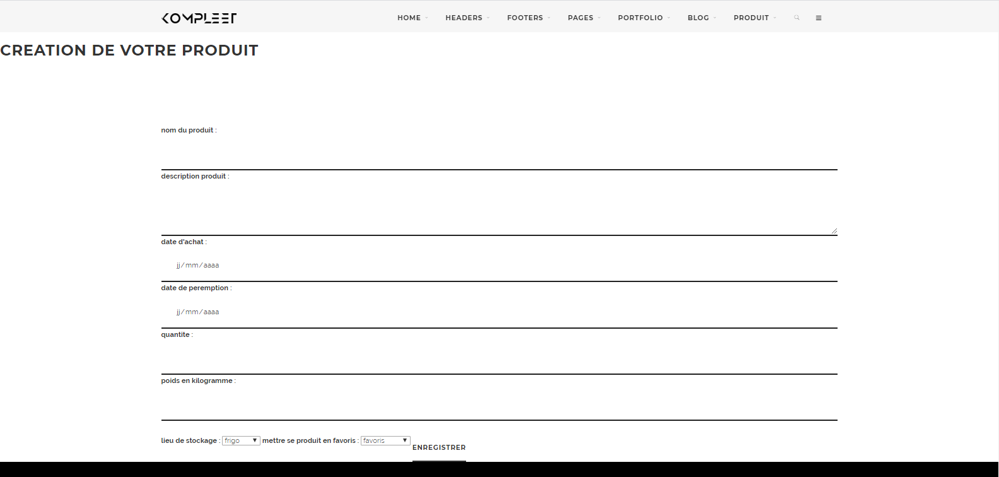 KOMPLEET HOME HEADERS FOOTERS PAGES PORTFOLIO BLOG PRODUIT
CREATION DE VOTRE PRODUIT
nom du produit :
description produit :
date d'achat :
jj/mm/aaaa
date de peremption :
jj/mm/aaaa
quantite :
poids en kilogramme :
lieu de stockage : frigo mettre se produit en favoris : favoris
ENREGISTRER